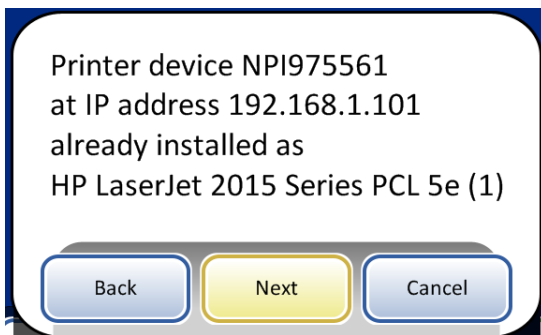 Printer device NPI975561
at IP address 192.168.1.101
already installed as
HP LaserJet 2015 Series PCL 5e (1)
Back
Next
Cancel